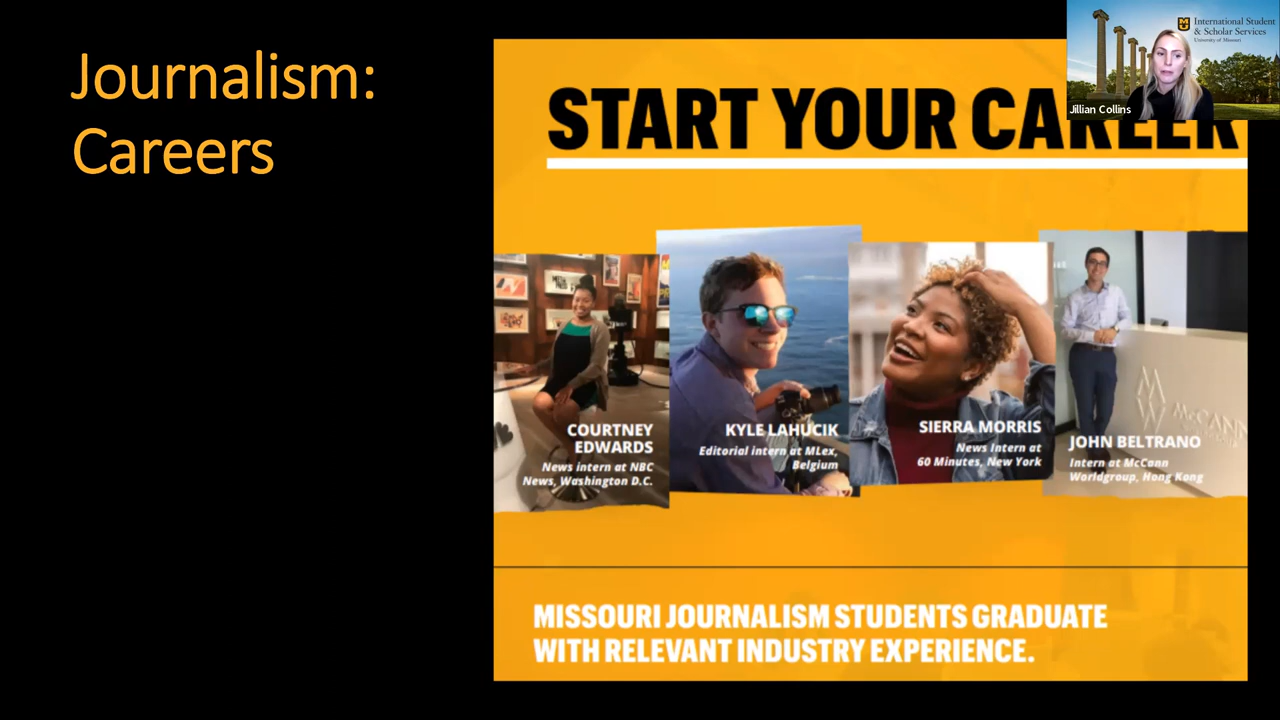 Journalism:
Careers
START YOUR CAREER
International Student
& Scholar Services
University of Missouri
Jillian Collins
COURTNEY
EDWARDS
News intern at NBC
News, Washington D.C.
KYLE LAHUCIK
Editorial intern at MLex,
Belgium
SIERRA MORRIS
News Intern at
60 Minutes, New York
McCANN
JOHN BELTRANO
Intern at McCann
Worldgroup, Hong Kong
MISSOURI JOURNALISM STUDENTS GRADUATE
WITH RELEVANT INDUSTRY EXPERIENCE.